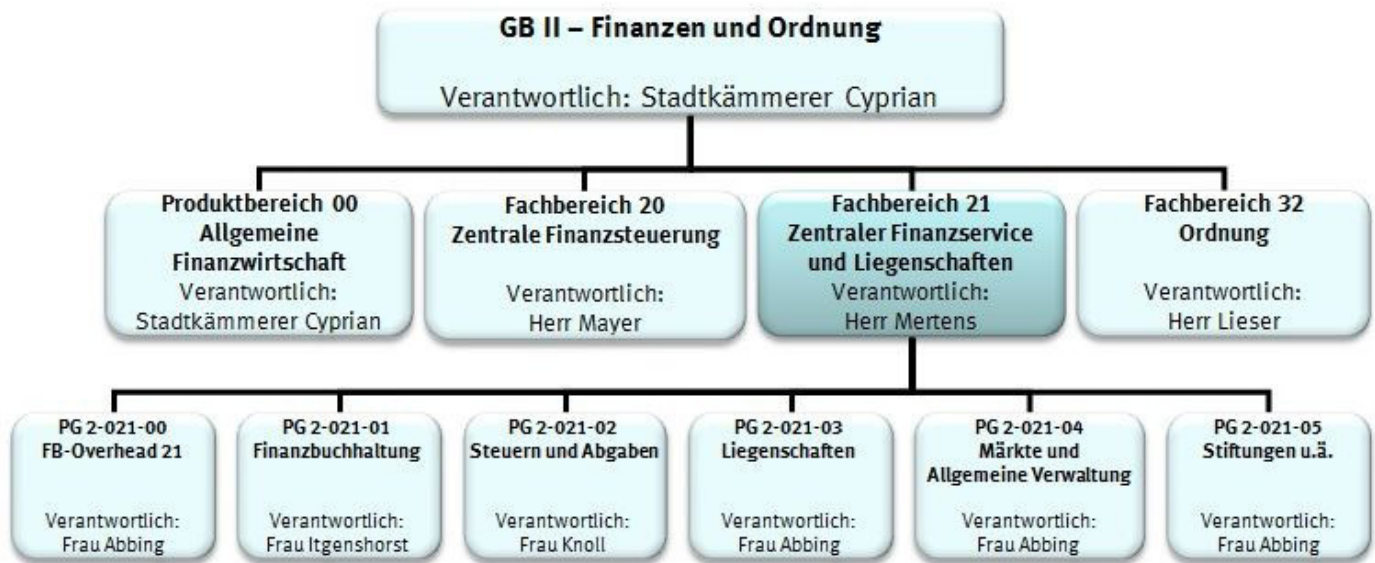 GB II – Finanzen und Ordnung
Verantwortlich: Stadtkämmerer Cyprian
Produktbereich 00
Allgemeine
Finanzwirtschaft
Verantwortlich:
Stadtkämmerer Cyprian
Fachbereich 20
Zentrale Finanzsteuerung
Verantwortlich:
Herr Mayer
Fachbereich 21
Zentraler Finanzservice
und Liegenschaften
Verantwortlich:
Herr Mertens
Fachbereich 32
Ordnung
Verantwortlich:
Herr Lieser
PG 2-021-00
FB-Overhead 21
Verantwortlich:
Frau Abbing
PG 2-021-01
Finanzbuchhaltung
Verantwortlich:
Frau Itgenshorst
PG 2-021-02
Steuern und Abgaben
Verantwortlich:
Frau Knoll
PG 2-021-03
Liegenschaften
Verantwortlich:
Frau Abbing
PG 2-021-04
Märkte und
Allgemeine Verwaltung
Verantwortlich:
Frau Abbing
PG 2-021-05
Stiftungen u.ä.
Verantwortlich:
Frau Abbing